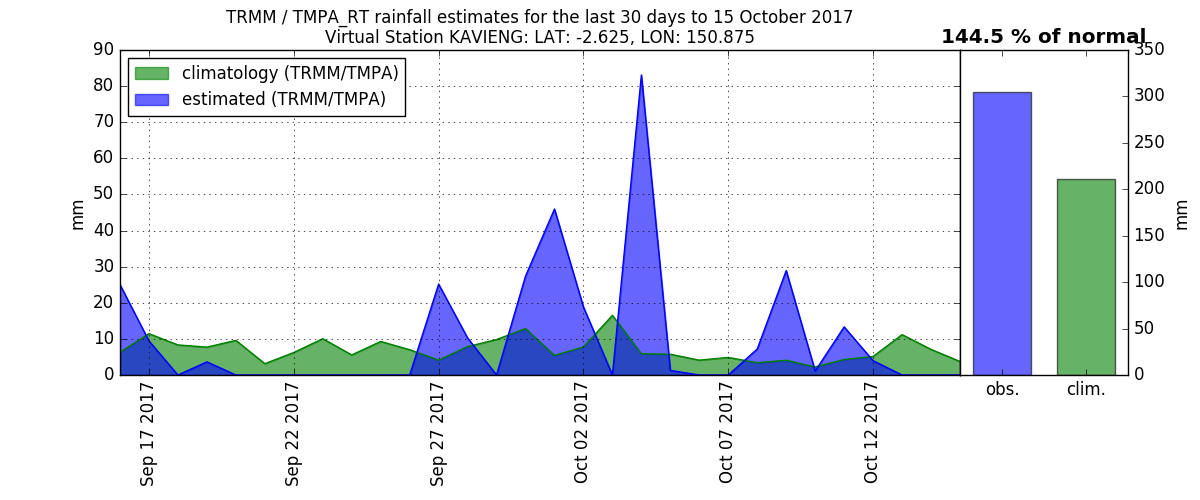 TRMM / TMPA_RT rainfall estimates for the last 30 days to 15 October 2017
Virtual Station KAVIENG: LAT: -2.625, LON: 150.875
144.5 % of normal
climatology (TRMM/TMPA)
estimated (TRMM/TMPA)
90
80
70
60
50
40
30
20
10
0
mm
Sep 17 2017
Sep 22 2017
Sep 27 2017
Oct 02 2017
Oct 07 2017
Oct 12 2017
350
300
250
200
150
100
50
0
mm
obs.
clim.